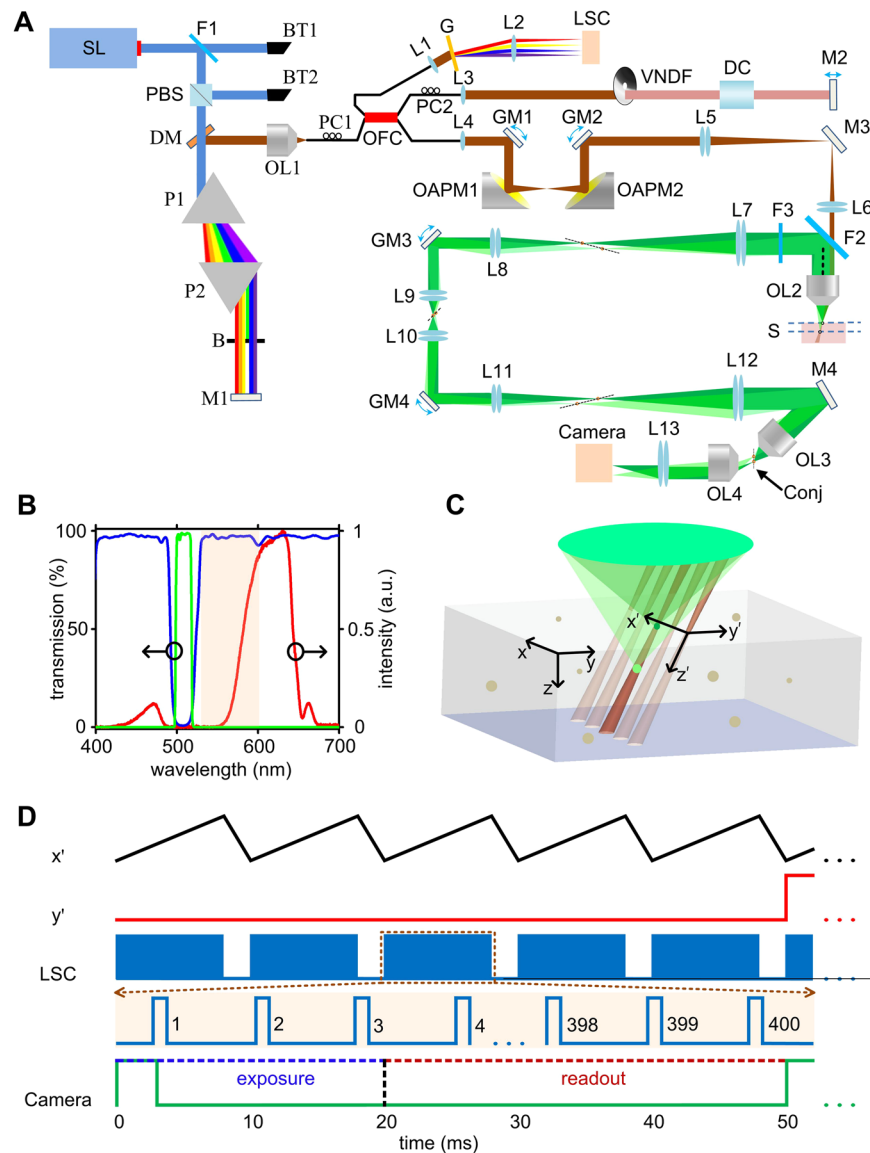 A
SL
F1
BT1
BT2
PBS
DM
OL1
P1
P2
B
M1
PC1
OFC
PC2
L1
G
L2
LSC
L3
L4
VNDF
DC
M2
GM1
GM2
L5
M3
OAPM1
OAPM2
L6
F2
F3
L7
L8
GM3
OL2
S
L9
L10
GM4
L11
L12
M4
Camera
L13
OL3
OL4
Conj
B
100
50
0
transmission (%)
1
0.5
0
intensity (a.u.)
400 500 600 700
wavelength (nm)
C
x y z
x' y' z'
D
x'
y'
LSC
1 2 3 4 398 399 400
exposure readout
Camera
0 10 20 30 40 50
time (ms)